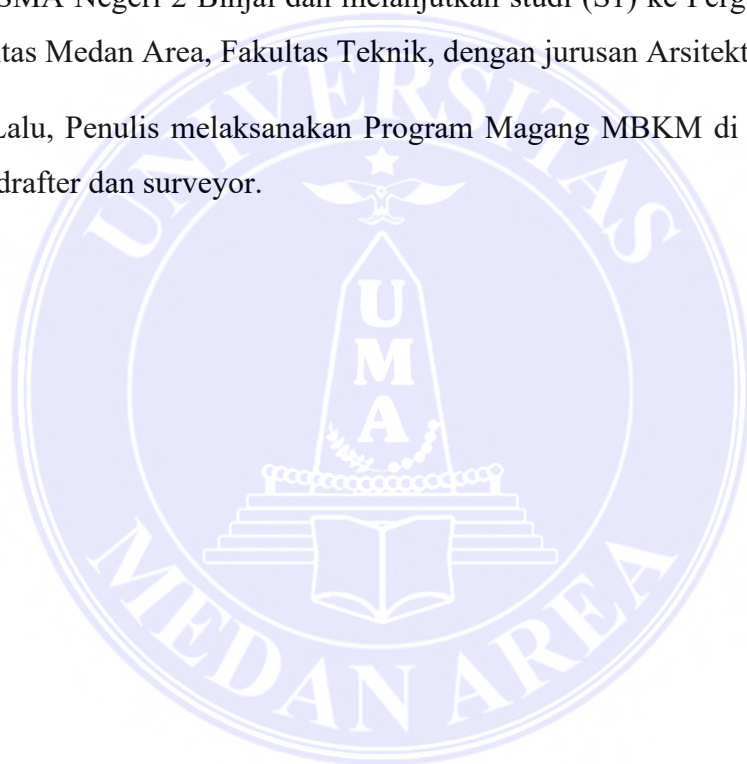 SMA Negeri 2 Binjai dan melanjutkan studi (S1) ke Perg
itas Medan Area, Fakultas Teknik, dengan jurusan Arsitekt
Lalu, Penulis melaksanakan Program Magang MBKM di
drafter dan surveyor.
UNIVERSITAS
U
M
A
MEDAN AREA